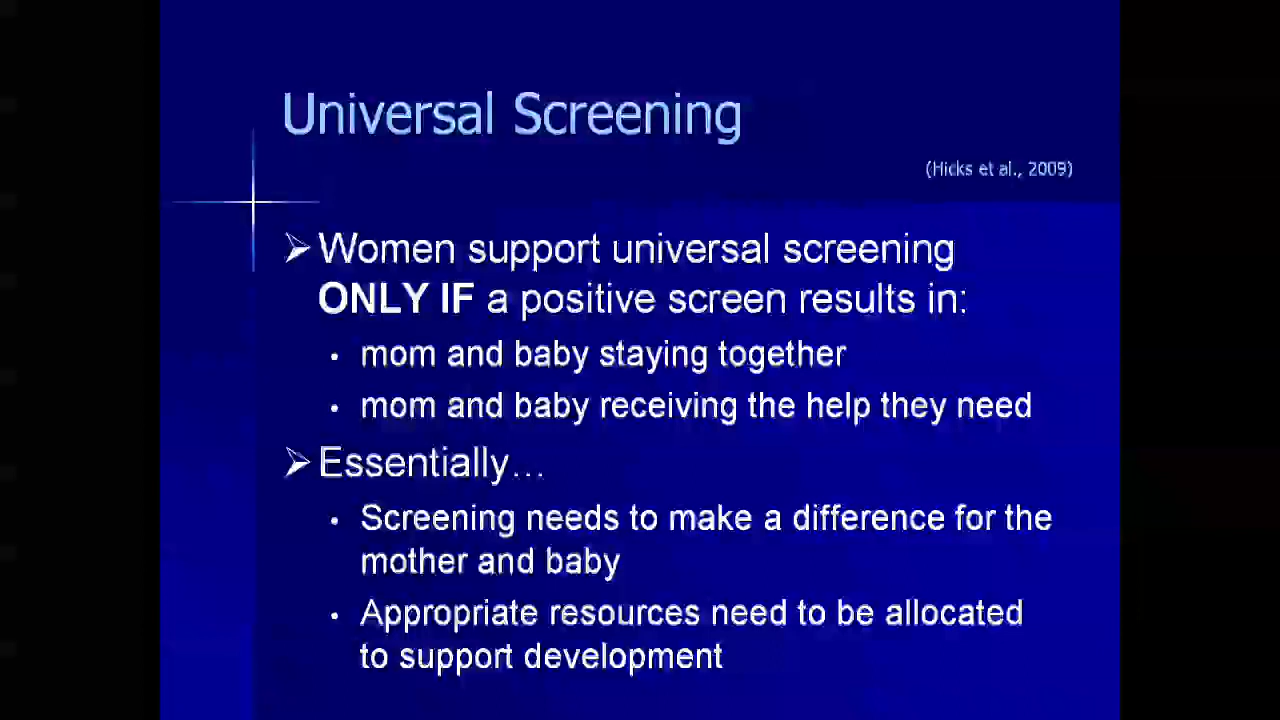 Universal Screening
(Hicks et al., 2009)
Women support universal screening
ONLY IF a positive screen results in:
• mom and baby staying together
• mom and baby receiving the help they need
Essentially…
• Screening needs to make a difference for the
mother and baby
• Appropriate resources need to be allocated
to support development